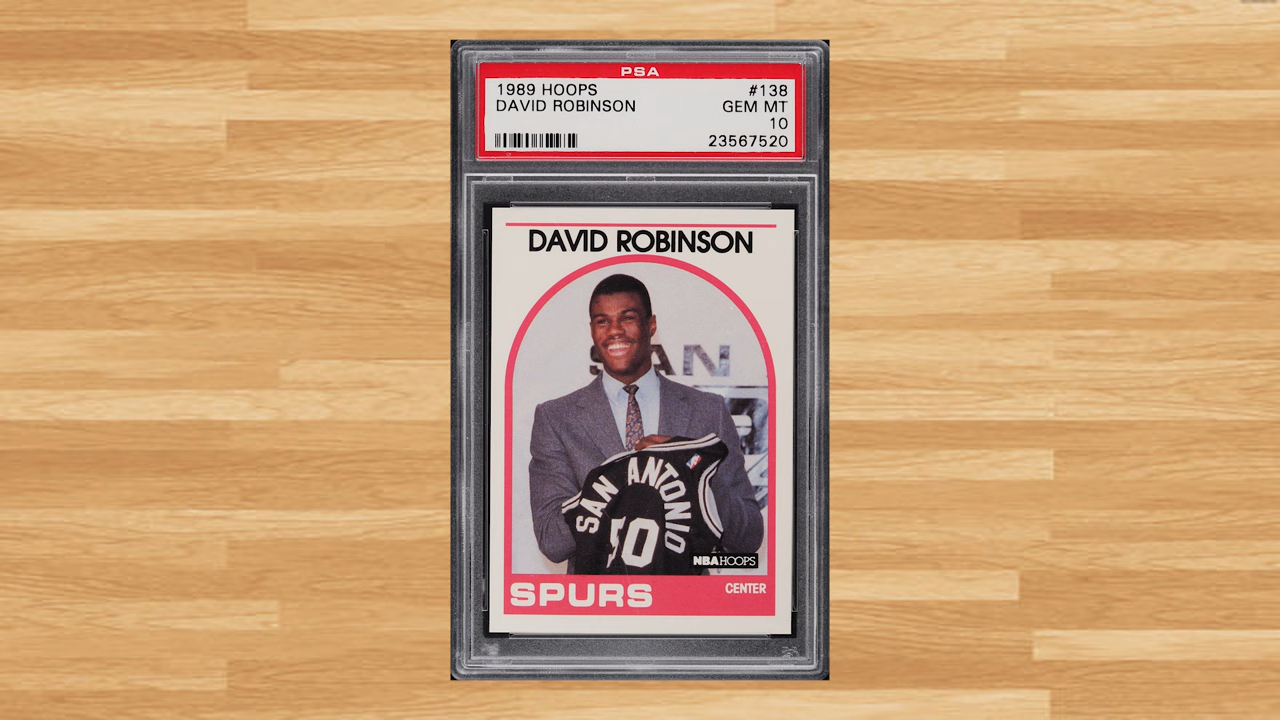 PSA
1989 HOOPS #138
DAVID ROBINSON GEM MT
10
23567520
DAVID ROBINSON
SAN
SAN ANTONIO
50
NBA HOOPS
SPURS CENTER